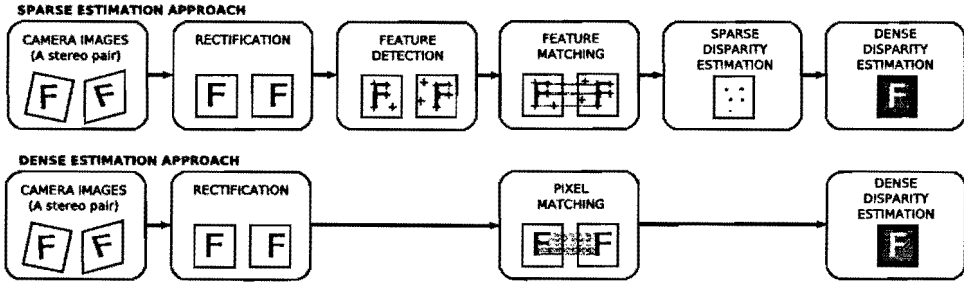 SPARSE ESTIMATION APPROACH
CAMERA IMAGES
(A stereo pair)
F F
RECTIFICATION
F F
FEATURE
DETECTION
F F
FEATURE
MATCHING
F F
SPARSE
DISPARITY
ESTIMATION
DENSE
DISPARITY
ESTIMATION
F
DENSE ESTIMATION APPROACH
CAMERA IMAGES
(A stereo pair)
F F
RECTIFICATION
F F
PIXEL
MATCHING
F F
DENSE
DISPARITY
ESTIMATION
F